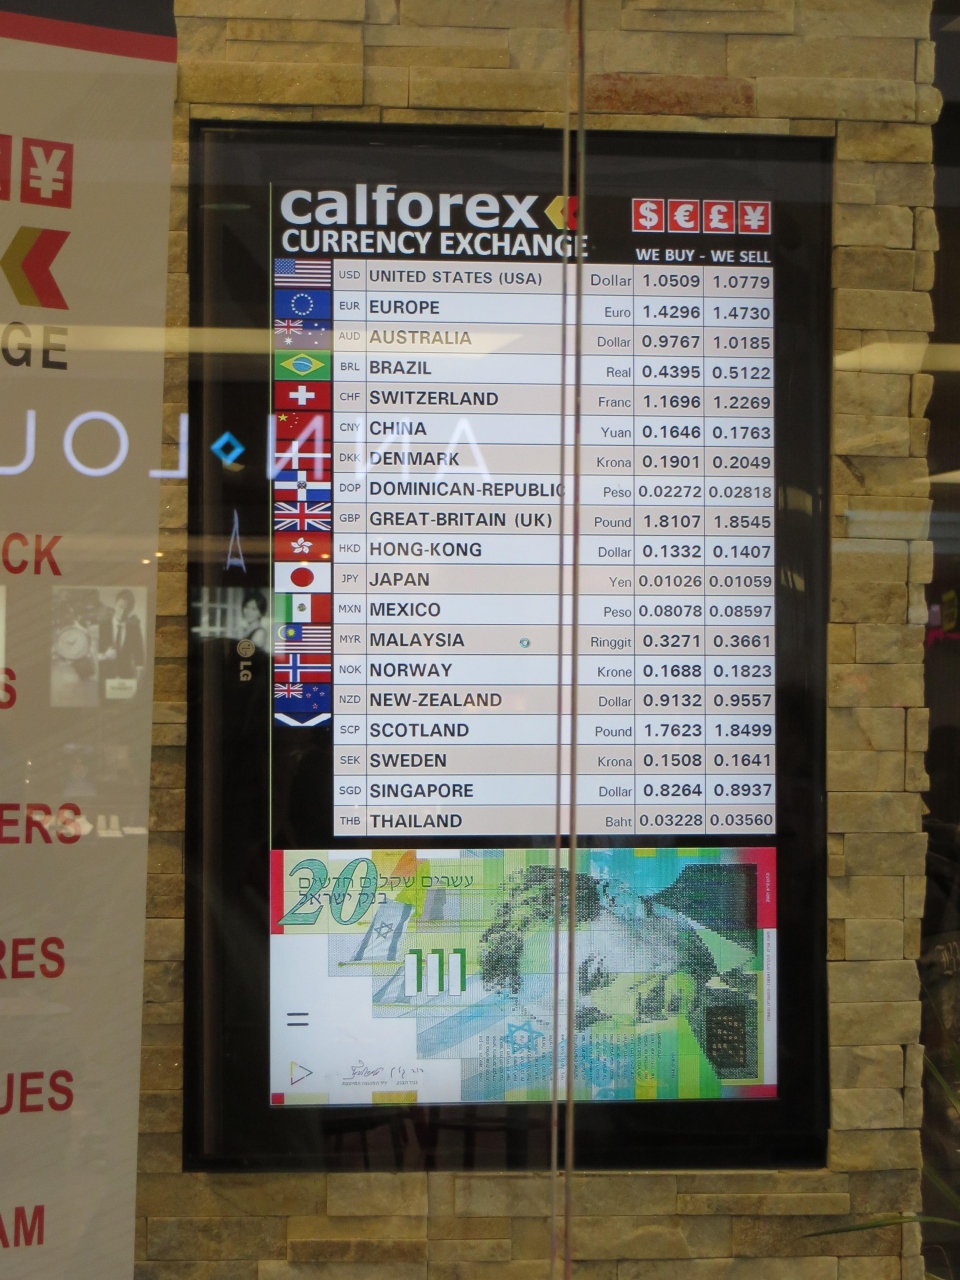 ¥
calforex
$ € £ ¥
CURRENCY EXCHANGE
WE BUY - WE SELL
USD UNITED STATES (USA) Dollar 1.0509 1.0779
EUR EUROPE Euro 1.4296 1.4730
AUD AUSTRALIA Dollar 0.9767 1.0185
BRL BRAZIL Real 0.4395 0.5122
CHF SWITZERLAND Franc 1.1696 1.2269
CNY CHINA Yuan 0.1646 0.1763
DKK DENMARK Krona 0.1901 0.2049
DOP DOMINICAN-REPUBLIC Peso 0.02272 0.02818
GBP GREAT-BRITAIN (UK) Pound 1.8107 1.8545
HKD HONG-KONG Dollar 0.1332 0.1407
JPY JAPAN Yen 0.01026 0.01059
MXN MEXICO Peso 0.08078 0.08597
MYR MALAYSIA Ringgit 0.3271 0.3661
NOK NORWAY Krone 0.1688 0.1823
NZD NEW-ZEALAND Dollar 0.9132 0.9557
SCP SCOTLAND Pound 1.7623 1.8499
SEK SWEDEN Krona 0.1508 0.1641
SGD SINGAPORE Dollar 0.8264 0.8937
THB THAILAND Baht 0.03228 0.03560
20
עשרים שקלים חדשים
בנק ישראל
LG
GE
CK
S
ERS
RES
UES
AM